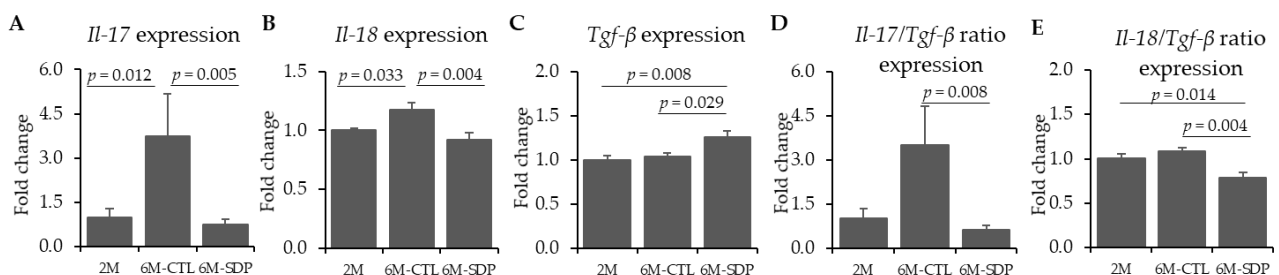 A
Il-17 expression
p = 0.012
p = 0.005
Fold change
6.0
4.5
3.0
1.5
0.0
2M
6M-CTL
6M-SDP
B
Il-18 expression
p = 0.033
p = 0.004
Fold change
1.5
1.0
0.5
0.0
2M
6M-CTL
6M-SDP
C
Tgf-β expression
p = 0.008
p = 0.029
Fold change
2.0
1.5
1.0
0.5
0.0
2M
6M-CTL
6M-SDP
D
Il-17/Tgf-β ratio
expression
p = 0.008
Fold change
6.0
4.5
3.0
1.5
0.0
2M
6M-CTL
6M-SDP
E
Il-18/Tgf-β ratio
expression
p = 0.014
p = 0.004
Fold change
2.0
1.5
1.0
0.5
0.0
2M
6M-CTL
6M-SDP